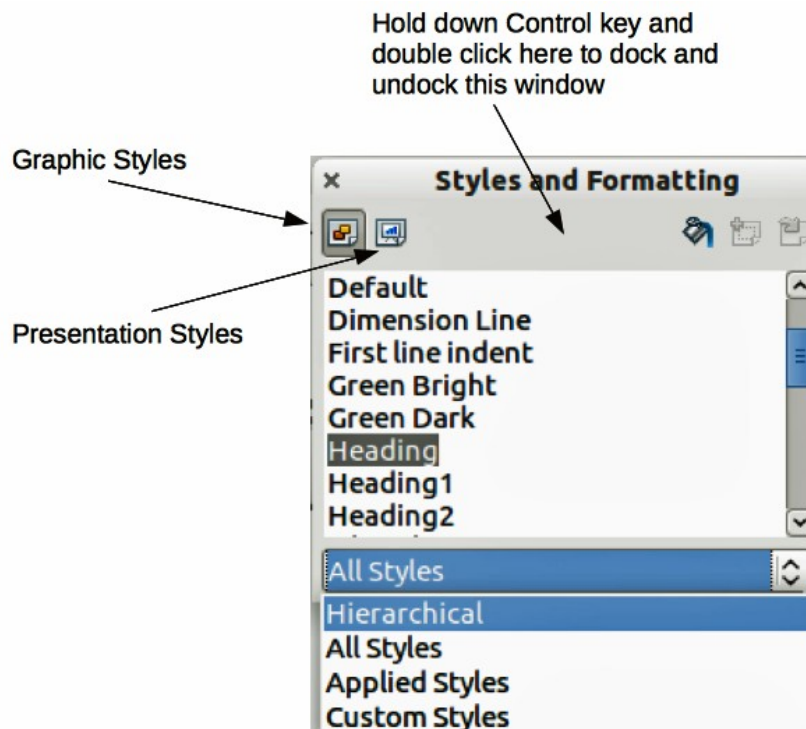 Hold down Control key and
double click here to dock and
undock this window
Graphic Styles
Styles and Formatting
Presentation Styles
Default
Dimension Line
First line indent
Green Bright
Green Dark
Heading
Heading1
Heading2
All Styles
Hierarchical
All Styles
Applied Styles
Custom Styles